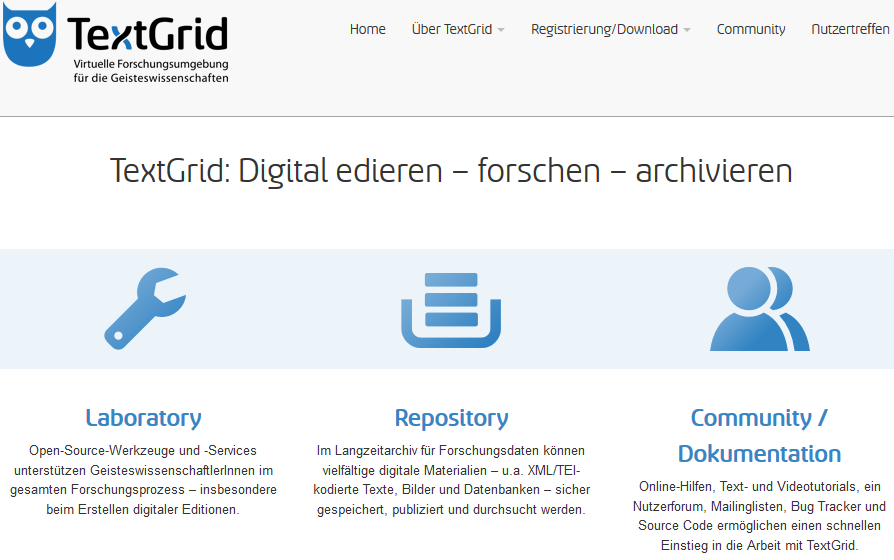 TextGrid
Virtuelle Forschungsumgebung
für die Geisteswissenschaften
Home Über TextGrid Registrierung/Download Community Nutzertreffen
TextGrid: Digital edieren – forschen – archivieren
Laboratory
Open-Source-Werkzeuge und -Services
unterstützen GeisteswissenschaftlerInnen im
gesamten Forschungsprozess – insbesondere
beim Erstellen digitaler Editionen.
Repository
Im Langzeitarchiv für Forschungsdaten können
vielfältige digitale Materialien – u.a. XML/TEI-
kodierte Texte, Bilder und Datenbanken – sicher
gespeichert, publiziert und durchsucht werden.
Community /
Dokumentation
Online-Hilfen, Text- und Videotutorials, ein
Nutzerforum, Mailinglisten, Bug Tracker und
Source Code ermöglichen einen schnellen
Einstieg in die Arbeit mit TextGrid.